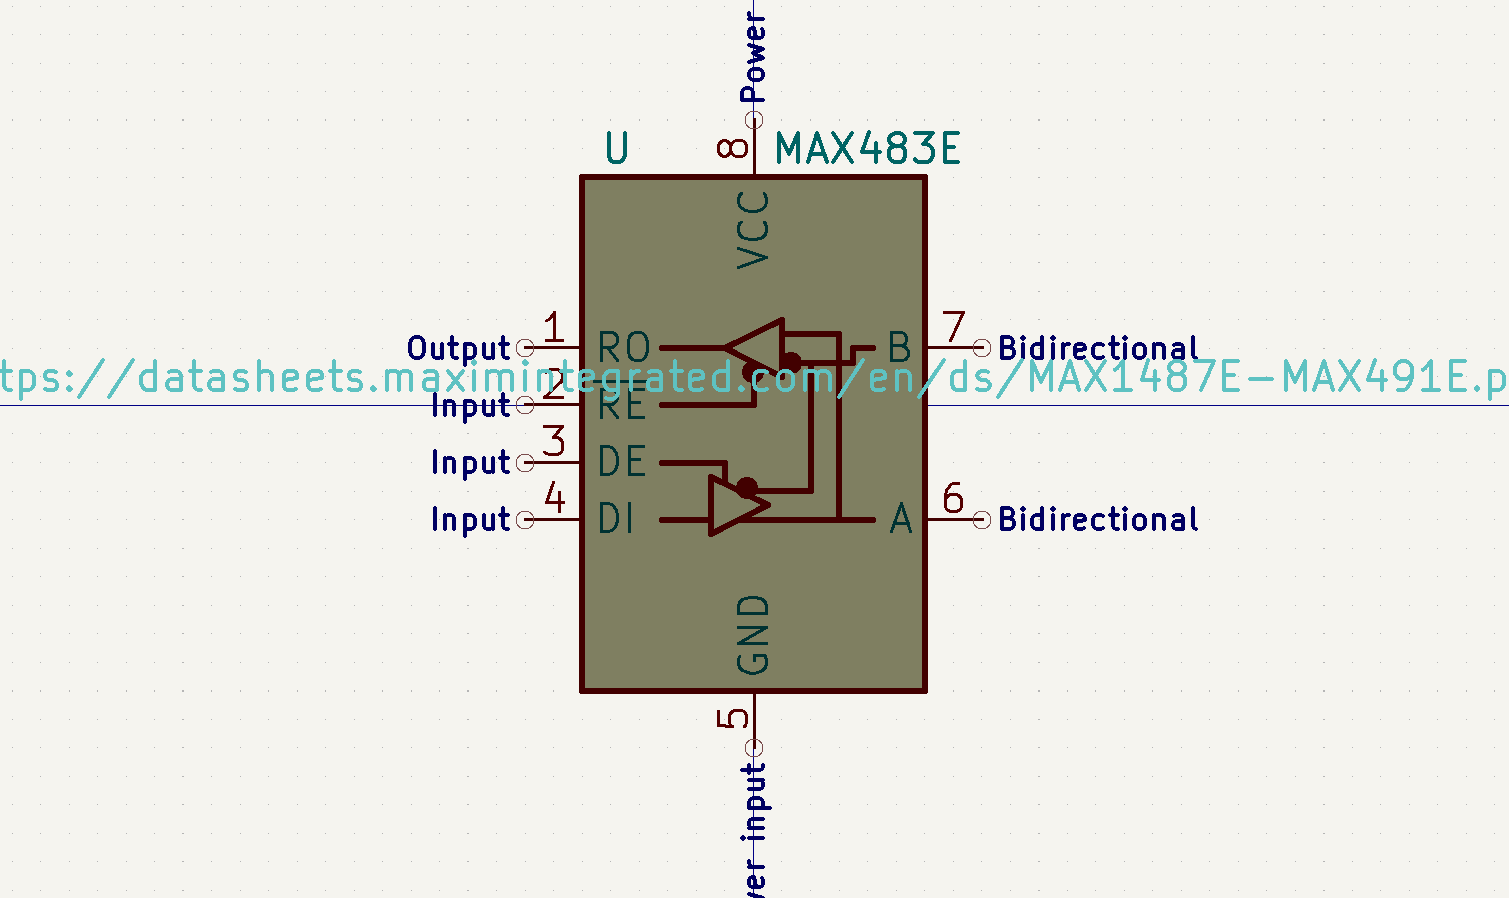 Power
8
U
MAX483E
VCC
Output
1
RO
B
7
Bidirectional
tps://datasheets.maximintegrated.com/en/ds/MAX1487E-MAX491E.p
Input
2
RE
Input
3
DE
Input
4
DI
A
6
Bidirectional
GND
5
wer input